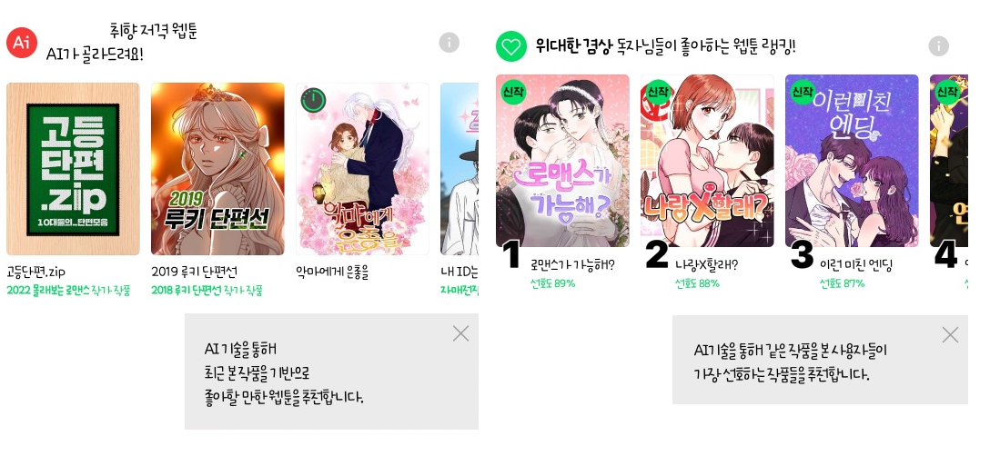 Ai
취향 저격 웹툰
AI가 골라드려요!
고등
단편
.zip
10대들의...단편모음
2019
루키 단편선
악마에게
은총을
고등단편.zip
2022 몰래보는 로맨스 작가 작품
2019 루키 단편선
2018 루키 단편선 작가 작품
악마에게 은총을
내 ID는
AI 기술을 통해
최근 본 작품을 기반으로
좋아할 만한 웹툰을 추천합니다.
위대한 겸상 독자님들이 좋아하는 웹툰 랭킹!
신작
로맨스가
가능해?
신작
나랑X할래?
신작
이런 미친
엔딩
신작
1 로맨스가 가능해?
선호도 89%
2 나랑X할래?
선호도 88%
3 이런 미친 엔딩
선호도 87%
4
AI기술을 통해 같은 작품을 본 사용자들이
가장 선호하는 작품들을 추천합니다.